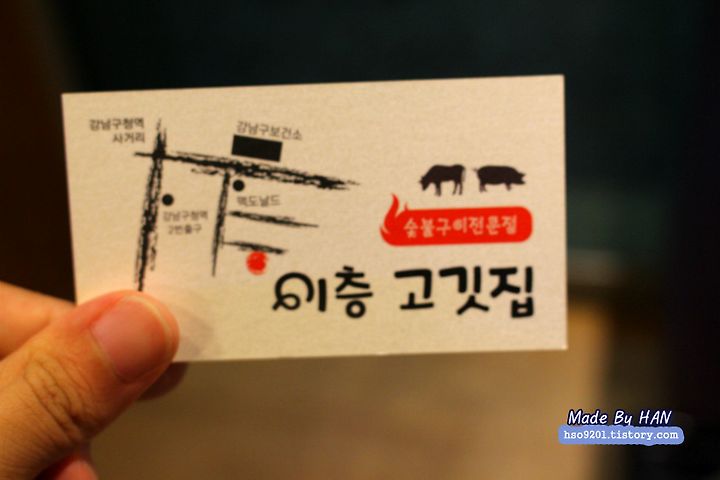 강남구청역
사거리
강남구보건소
맥도날드
강남구청역
2번출구
숯불구이전문점
이층 고깃집
Made By HAN
hso9201.tistory.com